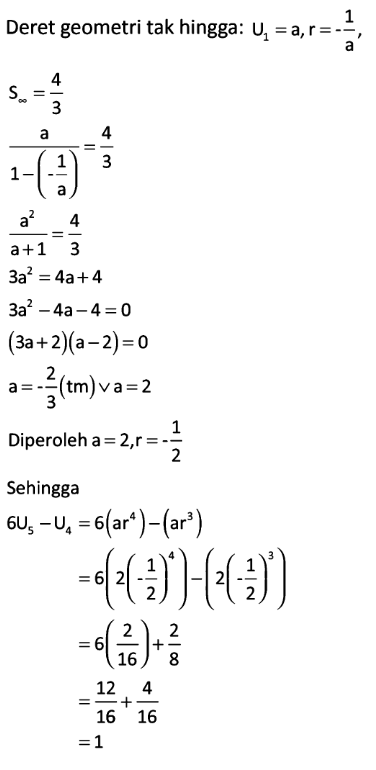 Deret geometri tak hingga: U₁ = a, r = -1/a,
S∞ = 4/3
a/(1-(-1/a)) = 4/3
a²/(a+1) = 4/3
3a² = 4a+4
3a² − 4a − 4 = 0
(3a+2)(a−2) = 0
a = -2/3 (tm) ∨ a = 2
Diperoleh a = 2, r = -1/2
Sehingga
6U₅ − U₄ = 6(ar⁴) − (ar³)
= 6(2(-1/2)⁴) − (2(-1/2)³)
= 6(2/16) + 2/8
= 12/16 + 4/16
= 1